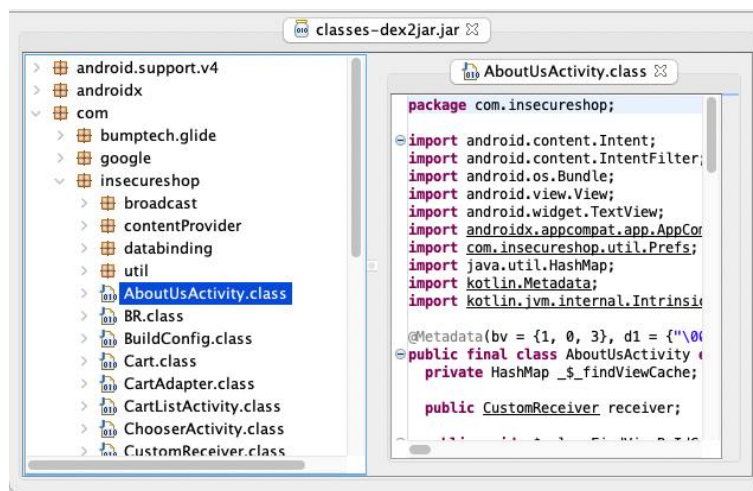 classes-dex2jar.jar
android.support.v4
androidx
com
bumptech.glide
google
insecureshop
broadcast
contentProvider
databinding
util
AboutUsActivity.class
BR.class
BuildConfig.class
Cart.class
CartAdapter.class
CartListActivity.class
ChooserActivity.class
CustomReceiver.class
AboutUsActivity.class
package com.insecureshop;
import android.content.Intent;
import android.content.IntentFilter;
import android.os.Bundle;
import android.view.View;
import android.widget.TextView;
import androidx.appcompat.app.AppCon
import com.insecureshop.util.Prefs;
import java.util.HashMap;
import kotlin.Metadata;
import kotlin.jvm.internal.Intrinsic
@Metadata(bv = {1, 0, 3}, d1 = {"\00
public final class AboutUsActivity
private HashMap _$_findViewCache;
public CustomReceiver receiver;